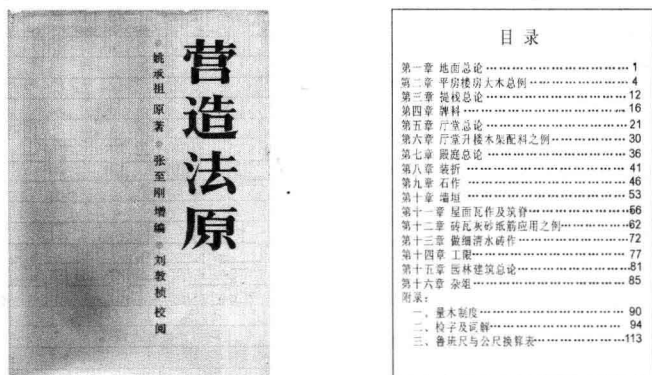 营造法原
姚承祖 原著 张至刚 增编 刘敦桢 校阅
目录
第一章 地面总论 1
第二章 平房楼房大木总例 4
第三章 提栈总论 12
第四章 牌科 16
第五章 厅堂总论 21
第六章 厅堂升楼木架配料之例 30
第七章 殿庭总论 36
第八章 装折 41
第九章 石作 46
第十章 墙垣 53
第十一章 屋面瓦作及筑脊 56
第十二章 砖瓦灰砂纸筋应用之例 62
第十三章 做细清水砖作 72
第十四章 工限 77
第十五章 园林建筑总论 81
第十六章 杂俎 85
附录：
一、量木制度 90
二、检字及词解 94
三、鲁班尺与公尺换算表 113